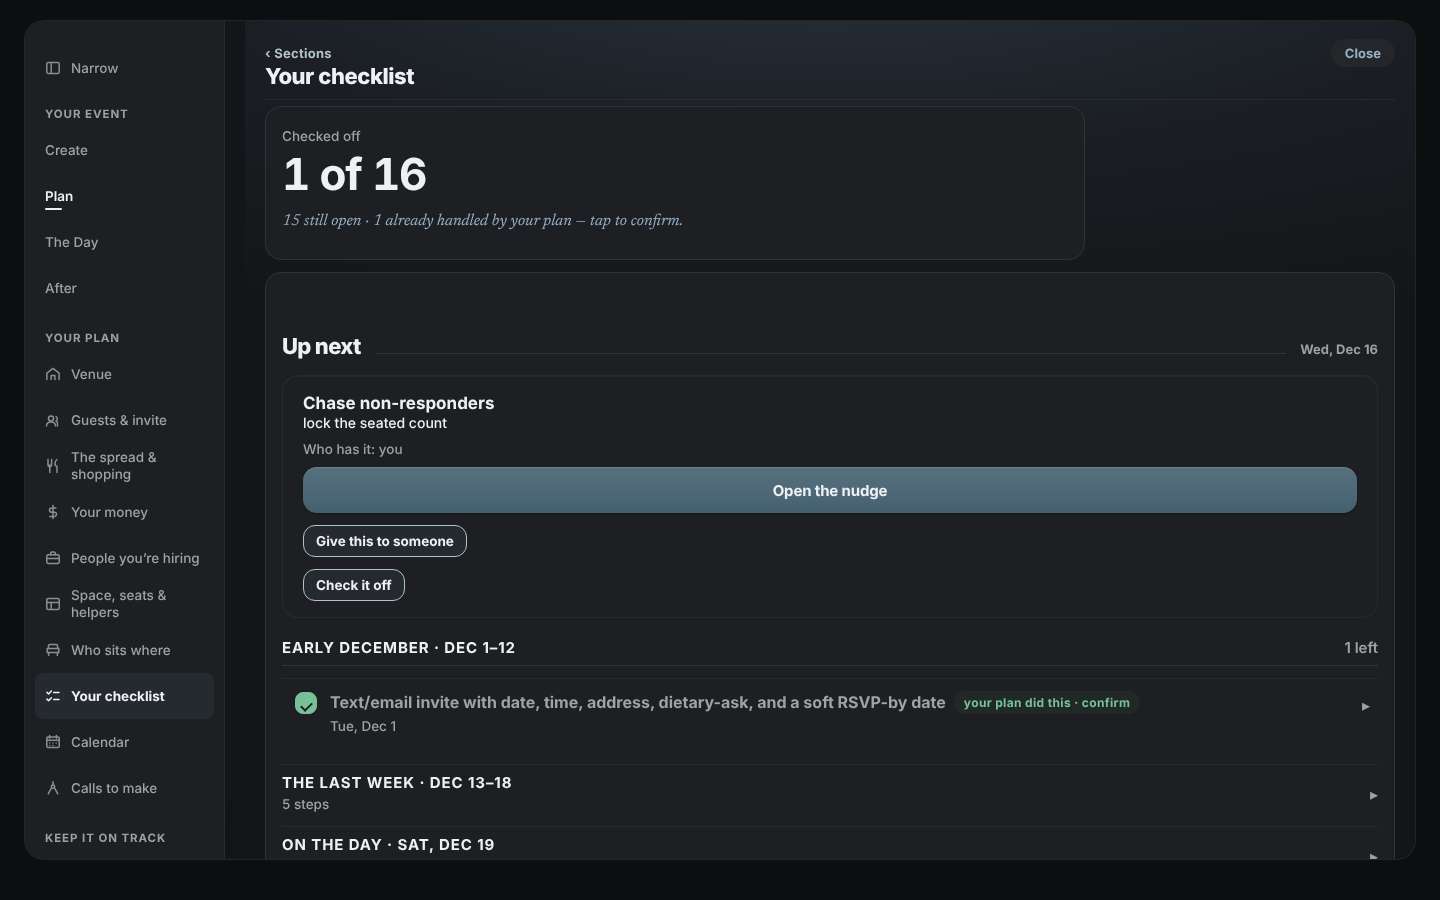 Narrow
YOUR EVENT
Create
Plan
The Day
After
YOUR PLAN
Venue
Guests & invite
The spread &
shopping
Your money
People you're hiring
Space, seats &
helpers
Who sits where
Your checklist
Calendar
Calls to make
KEEP IT ON TRACK
‹ Sections
Your checklist
Close
Checked off
1 of 16
15 still open · 1 already handled by your plan – tap to confirm.
Up next
Wed, Dec 16
Chase non-responders
lock the seated count
Who has it: you
Open the nudge
Give this to someone
Check it off
EARLY DECEMBER · DEC 1–12
1 left
Text/email invite with date, time, address, dietary-ask, and a soft RSVP-by date
your plan did this · confirm
Tue, Dec 1
THE LAST WEEK · DEC 13–18
5 steps
ON THE DAY · SAT, DEC 19